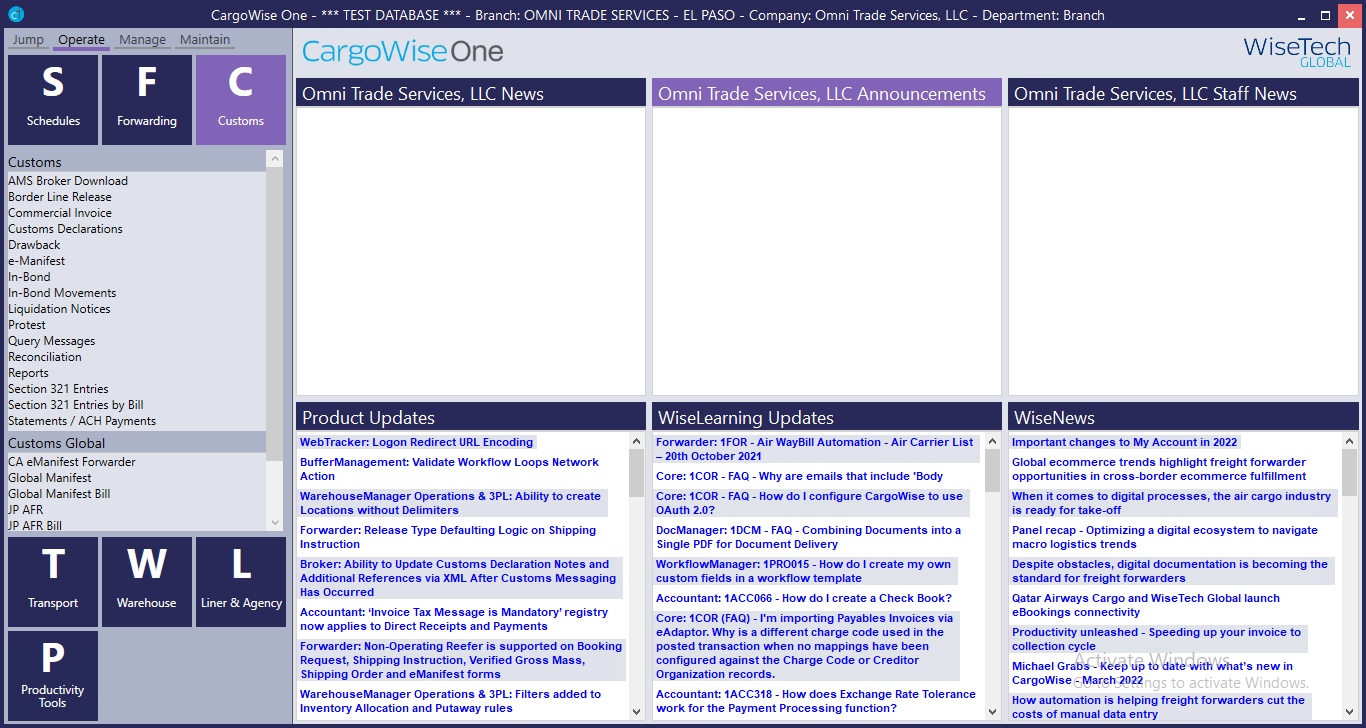 CargoWise One - *** TEST DATABASE *** - Branch: OMNI TRADE SERVICES - EL PASO - Company: Omni Trade Services, LLC - Department: Branch
Jump Operate Manage Maintain
S
Schedules
F
Forwarding
C
Customs
Customs
AMS Broker Download
Border Line Release
Commercial Invoice
Customs Declarations
Drawback
e-Manifest
In-Bond
In-Bond Movements
Liquidation Notices
Protest
Query Messages
Reconciliation
Reports
Section 321 Entries
Section 321 Entries by Bill
Statements / ACH Payments
Customs Global
CA eManifest Forwarder
Global Manifest
Global Manifest Bill
JP AFR
JP AFR Bill
T
Transport
W
Warehouse
L
Liner & Agency
P
Productivity
Tools
CargoWise One
WiseTech
GLOBAL
Omni Trade Services, LLC News
Omni Trade Services, LLC Announcements
Omni Trade Services, LLC Staff News
Product Updates
WebTracker: Logon Redirect URL Encoding
BufferManagement: Validate Workflow Loops Network
Action
WarehouseManager Operations & 3PL: Ability to create
Locations without Delimiters
Forwarder: Release Type Defaulting Logic on Shipping
Instruction
Broker: Ability to Update Customs Declaration Notes and
Additional References via XML After Customs Messaging
Has Occurred
Accountant: ‘Invoice Tax Message is Mandatory’ registry
now applies to Direct Receipts and Payments
Forwarder: Non-Operating Reefer is supported on Booking
Request, Shipping Instruction, Verified Gross Mass,
Shipping Order and eManifest forms
WarehouseManager Operations & 3PL: Filters added to
Inventory Allocation and Putaway rules
WiseLearning Updates
Forwarder: 1FOR - Air WayBill Automation - Air Carrier List
– 20th October 2021
Core: 1COR - FAQ - Why are emails that include 'Body
Core: 1COR - FAQ - How do I configure CargoWise to use
OAuth 2.0?
DocManager: 1DCM - FAQ - Combining Documents into a
Single PDF for Document Delivery
WorkflowManager: 1PRO015 - How do I create my own
custom fields in a workflow template
Accountant: 1ACC066 - How do I create a Check Book?
Core: 1COR (FAQ) - I'm importing Payables Invoices via
eAdaptor. Why is a different charge code used in the
posted transaction when no mappings have been
configured against the Charge Code or Creditor
Organization records.
Accountant: 1ACC318 - How does Exchange Rate Tolerance
work for the Payment Processing function?
WiseNews
Important changes to My Account in 2022
Global ecommerce trends highlight freight forwarder
opportunities in cross-border ecommerce fulfillment
When it comes to digital processes, the air cargo industry
is ready for take-off
Panel recap - Optimizing a digital ecosystem to navigate
macro logistics trends
Despite obstacles, digital documentation is becoming the
standard for freight forwarders
Qatar Airways Cargo and WiseTech Global launch
eBookings connectivity
Productivity unleashed - Speeding up your invoice to
collection cycle
Michael Grabs - Keep up to date with what’s new in
CargoWise - March 2022
How automation is helping freight forwarders cut the
costs of manual data entry
Activate Windows
Go to Settings to activate Windows.